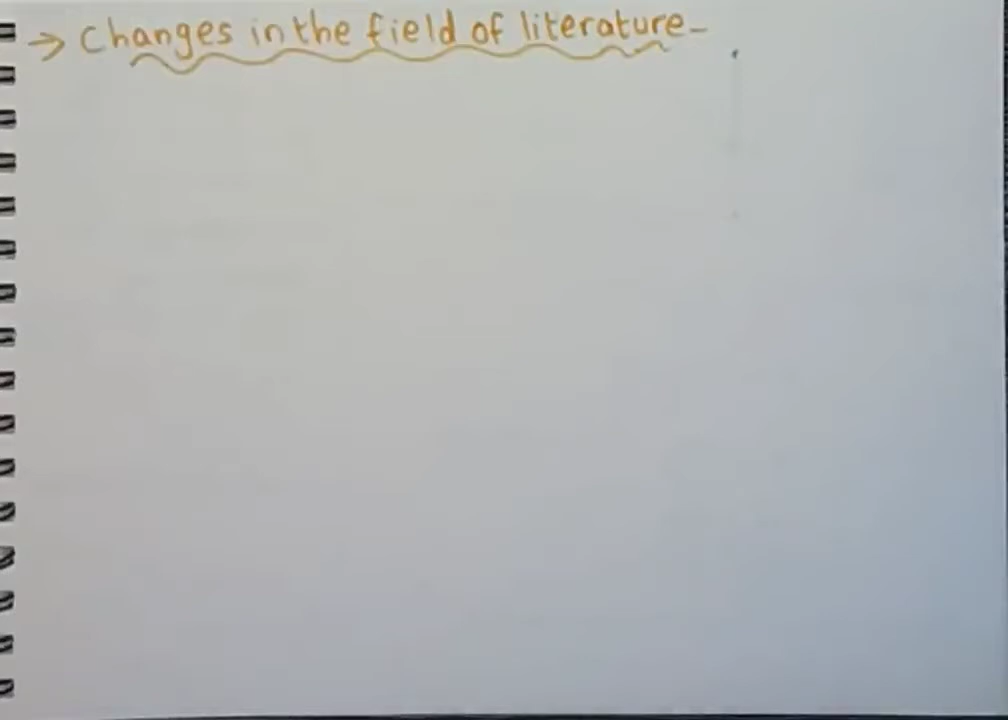 → Changes in the field of literature-